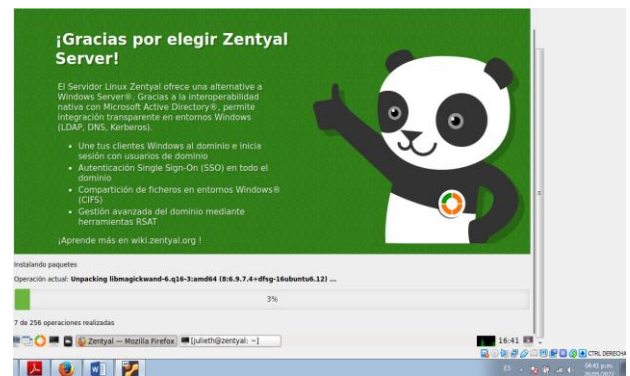 ¡Gracias por elegir Zentyal
Server!
El Servidor Linux Zentyal ofrece una alternative a
Windows Server®. Gracias a la interoperabilidad
nativa con Microsoft Active Directory®, permite
integración transparente en entornos Windows
(LDAP, DNS, Kerberos).
• Une tus clientes Windows al dominio e inicia
sesión con usuarios de dominio
• Autenticación Single Sign-On (SSO) en todo el
dominio
• Compartición de ficheros en entornos Windows®
(CIFS)
• Gestión avanzada del dominio mediante
herramientas RSAT
¡Aprende más en wiki.zentyal.org !
Instalando paquetes
Operación actual: Unpacking libmagickwand-6.q16-3:amd64 (8:6.9.7.4+dfsg-16ubuntu6.12) ...
3%
7 de 256 operaciones realizadas
Zentyal — Mozilla Firefox
[julieth@zentyal: ~]
16:41
CTRL DERECHA
ES
04:41 p.m.